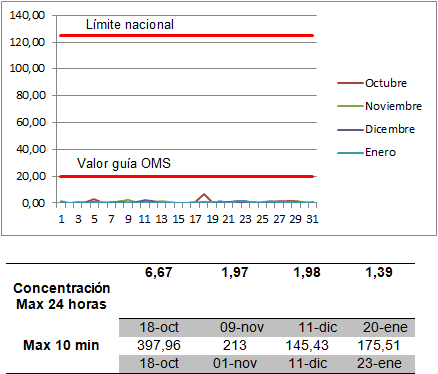 140,00
Límite nacional
120,00
100,00
80,00
60,00
40,00
Valor guía OMS
20,00
0,00
1 3 5 7 9 11 13 15 17 19 21 23 25 27 29 31
Octubre
Noviembre
Dicembre
Enero
6,67 1,97 1,98 1,39
Concentración
Max 24 horas
18-oct 09-nov 11-dic 20-ene
Max 10 min 397,96 213 145,43 175,51
18-oct 01-nov 11-dic 23-ene